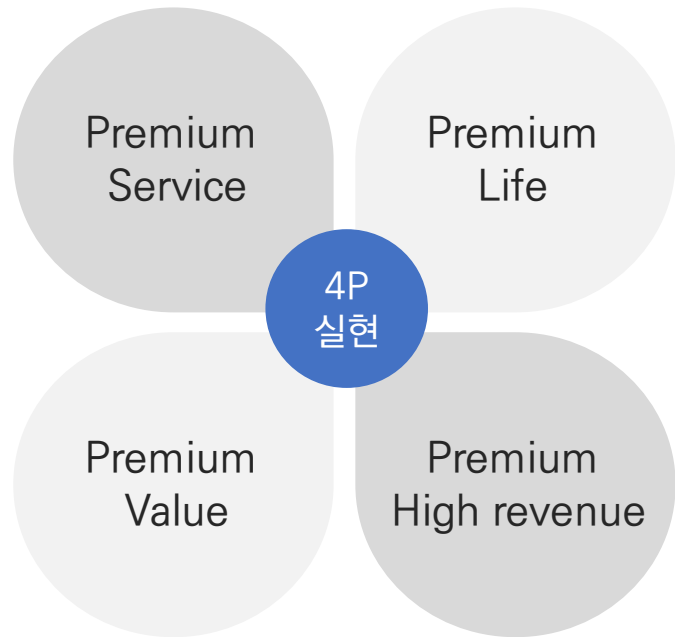 Premium
Service
Premium
Life
4P
실현
Premium
Value
Premium
High revenue